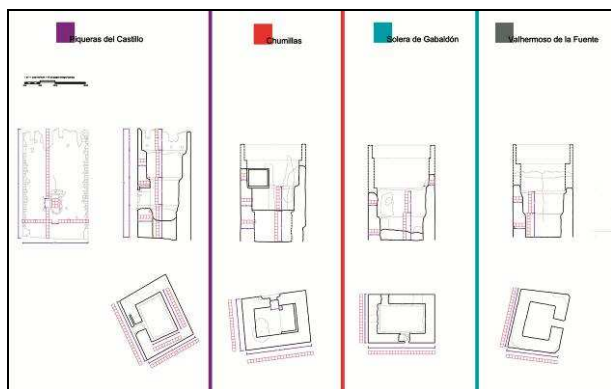 Piqueras del Castillo
Chumillas
Solera de Gabaldón
Valhermoso de la Fuente